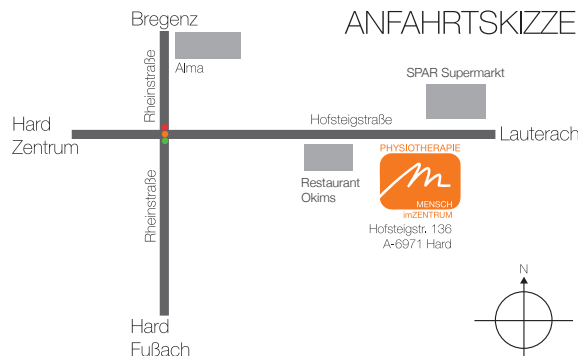 Bregenz
ANFAHRTSKIZZE
Rheinstraße
Alma
SPAR Supermarkt
Hard
Zentrum
Hofsteigstraße
Lauterach
PHYSIOTHERAPIE
MENSCH
imZENTRUM
Restaurant
Okims
Rheinstraße
Hofsteigstr. 136
A-6971 Hard
N
Hard
Fußach